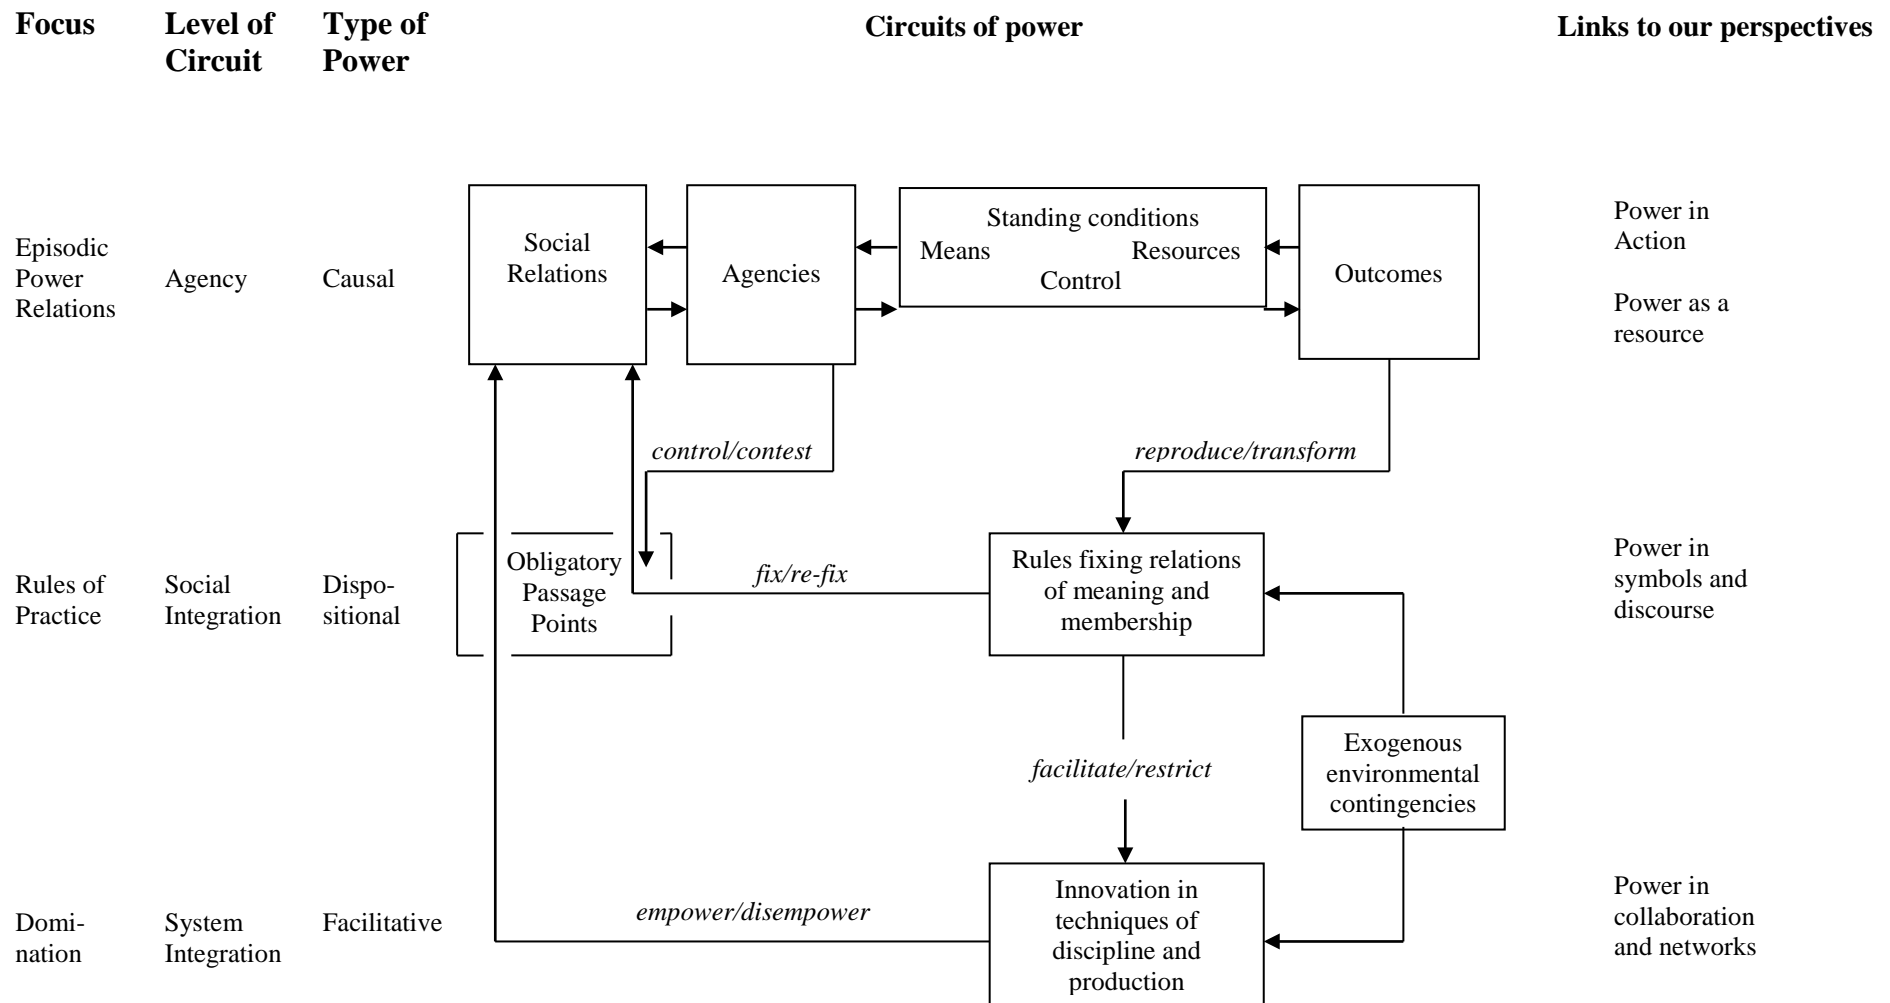 Focus
Level of
Circuit
Type of
Power
Circuits of power
Links to our perspectives
Episodic
Power
Relations
Agency
Causal
Social
Relations
Agencies
Standing conditions
Means Resources
Control
Outcomes
Power in
Action
Power as a
resource
control/contest
reproduce/transform
Rules of
Practice
Social
Integration
Dispo-
sitional
Obligatory
Passage
Points
fix/re-fix
Rules fixing relations
of meaning and
membership
Power in
symbols and
discourse
facilitate/restrict
Exogenous
environmental
contingencies
Domi-
nation
System
Integration
Facilitative
empower/disempower
Innovation in
techniques of
discipline and
production
Power in
collaboration
and networks